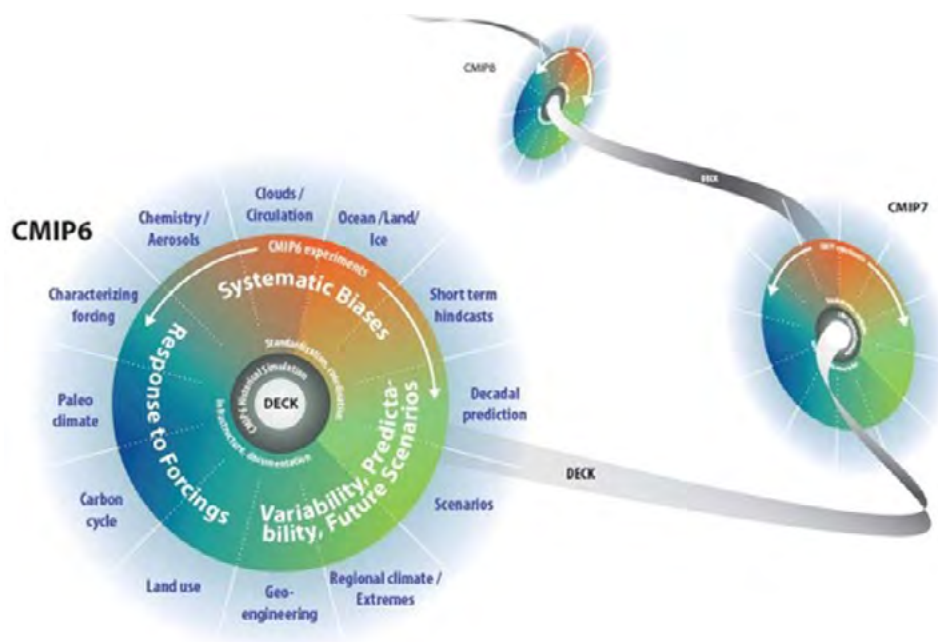 CMIP8
DECK
CMIP7
CMIP6
Clouds /
Circulation
Chemistry /
Aerosols
Ocean /Land/
Ice
Characterizing
forcing
Short term
hindcasts
Paleo
climate
Decadal
prediction
Carbon
cycle
Scenarios
Land use
Geo-
engineering
Regional climate /
Extremes
CMIP6 experiments
Systematic Biases
Response to Forcings
Variability, Predicta-
bility, Future Scenarios
Standardization, coordination
infrastructure, documentation
CMIP6 Historical Simulation
DECK
DECK